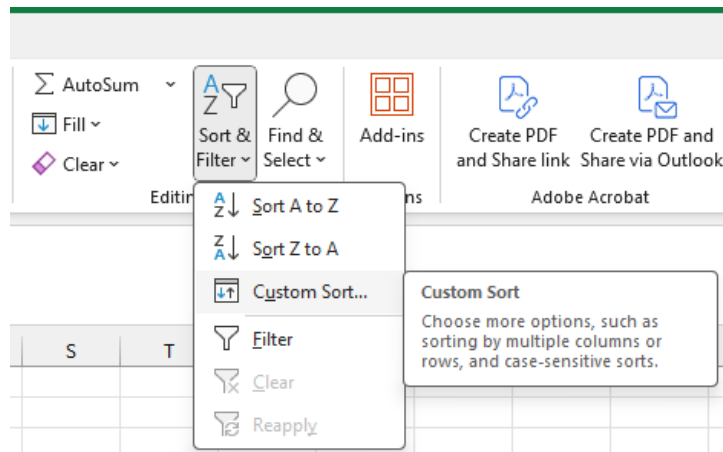 AutoSum
Fill
Clear
Sort &
Filter
Find &
Select
Add-ins
Create PDF
and Share link
Create PDF and
Share via Outlook
Editin
ns
Adobe Acrobat
Sort A to Z
Sort Z to A
Custom Sort...
Filter
Clear
Reapply
Custom Sort
Choose more options, such as
sorting by multiple columns or
rows, and case-sensitive sorts.
S
T